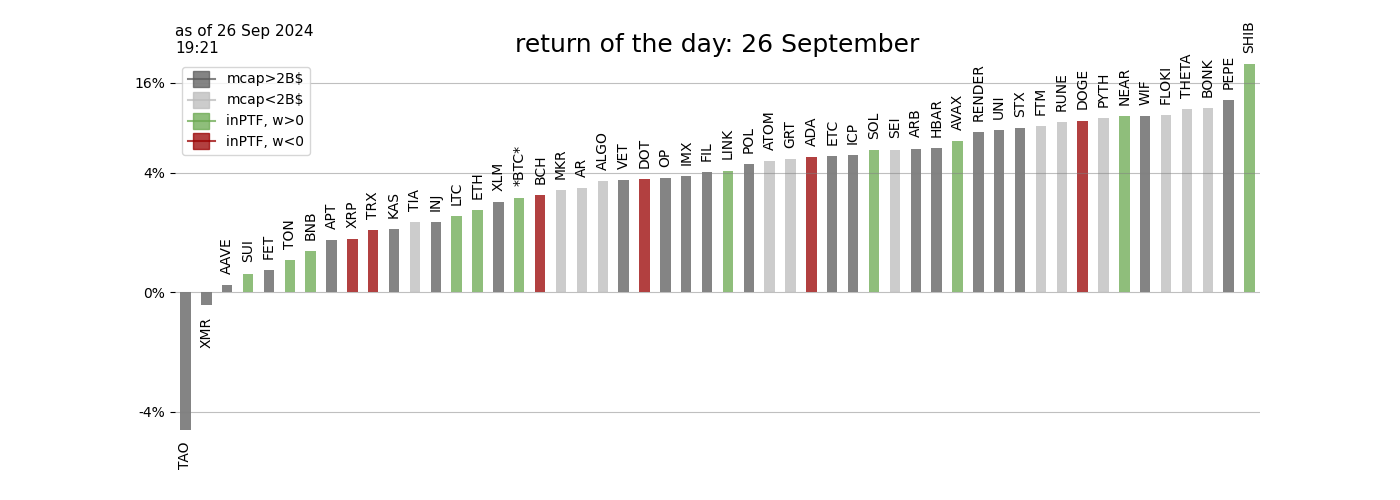 as of 26 Sep 2024
19:21
return of the day: 26 September
mcap>2B$
mcap<2B$
inPTF, w>0
inPTF, w<0
16%
4%
0%
-4%
TAO
XMR
AAVE
SUI
FET
TON
BNB
APT
XRP
TRX
KAS
TIA
INJ
LTC
ETH
XLM
*BTC*
BCH
MKR
AR
ALGO
VET
DOT
OP
IMX
FIL
LINK
POL
ATOM
GRT
ADA
ETC
ICP
SOL
SEI
ARB
HBAR
AVAX
RENDER
UNI
STX
FTM
RUNE
DOGE
PYTH
NEAR
WIF
FLOKI
THETA
BONK
PEPE
SHIB